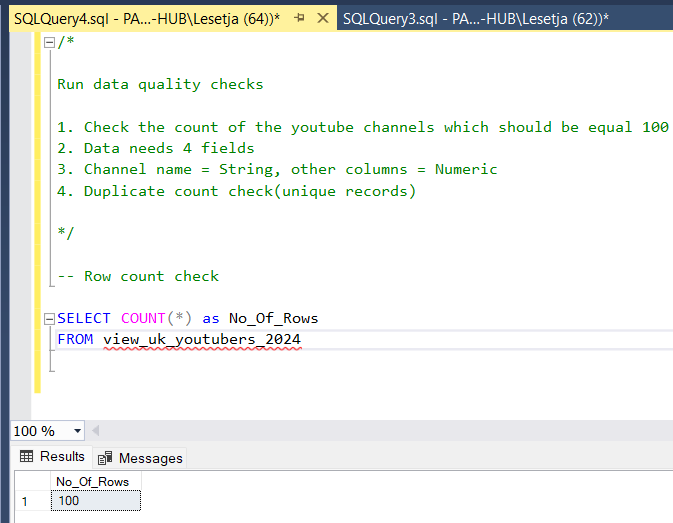 SQLQuery4.sql - PA...-HUB\Lesetja (64))* SQLQuery3.sql - PA...-HUB\Lesetja (62))*
/*
Run data quality checks
1. Check the count of the youtube channels which should be equal 100
2. Data needs 4 fields
3. Channel name = String, other columns = Numeric
4. Duplicate count check(unique records)
*/
-- Row count check
SELECT COUNT(*) as No_Of_Rows
FROM view_uk_youtubers_2024
100 %
Results Messages
No_Of_Rows
1 100